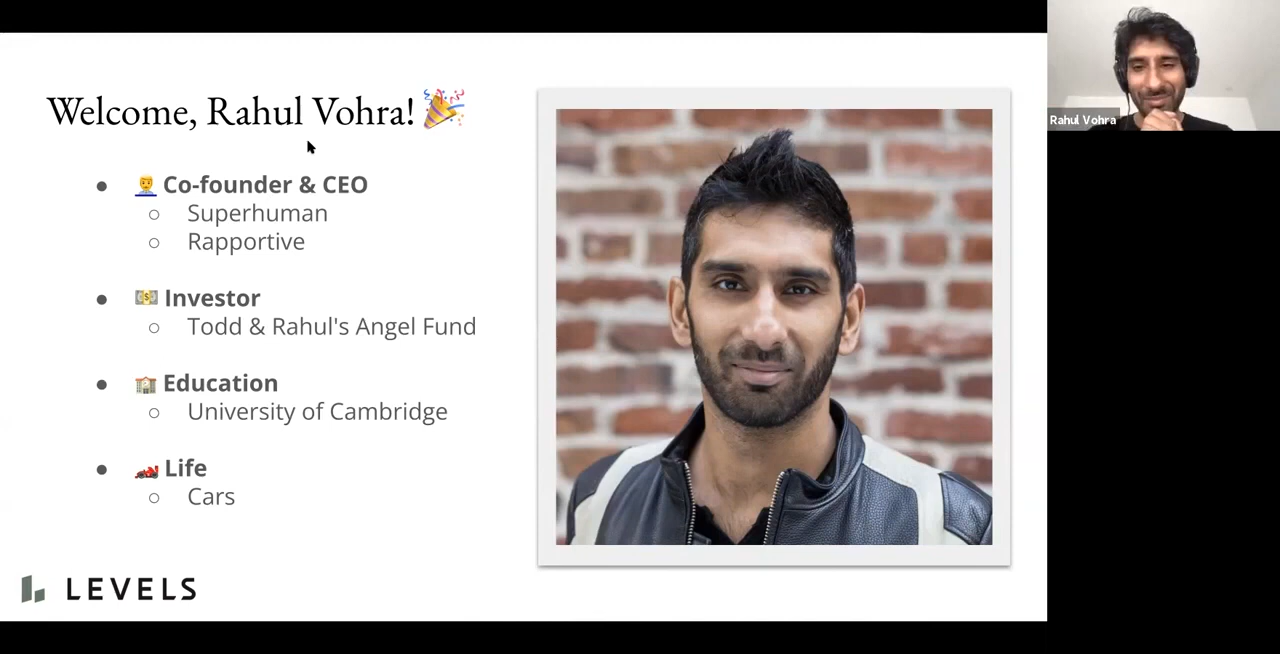 Welcome, Rahul Vohra! 🎉
● 👨‍💼 Co-founder & CEO
○ Superhuman
○ Rapportive
● 💵 Investor
○ Todd & Rahul's Angel Fund
● 🏫 Education
○ University of Cambridge
● 🏎️ Life
○ Cars
LEVELS
Rahul Vohra